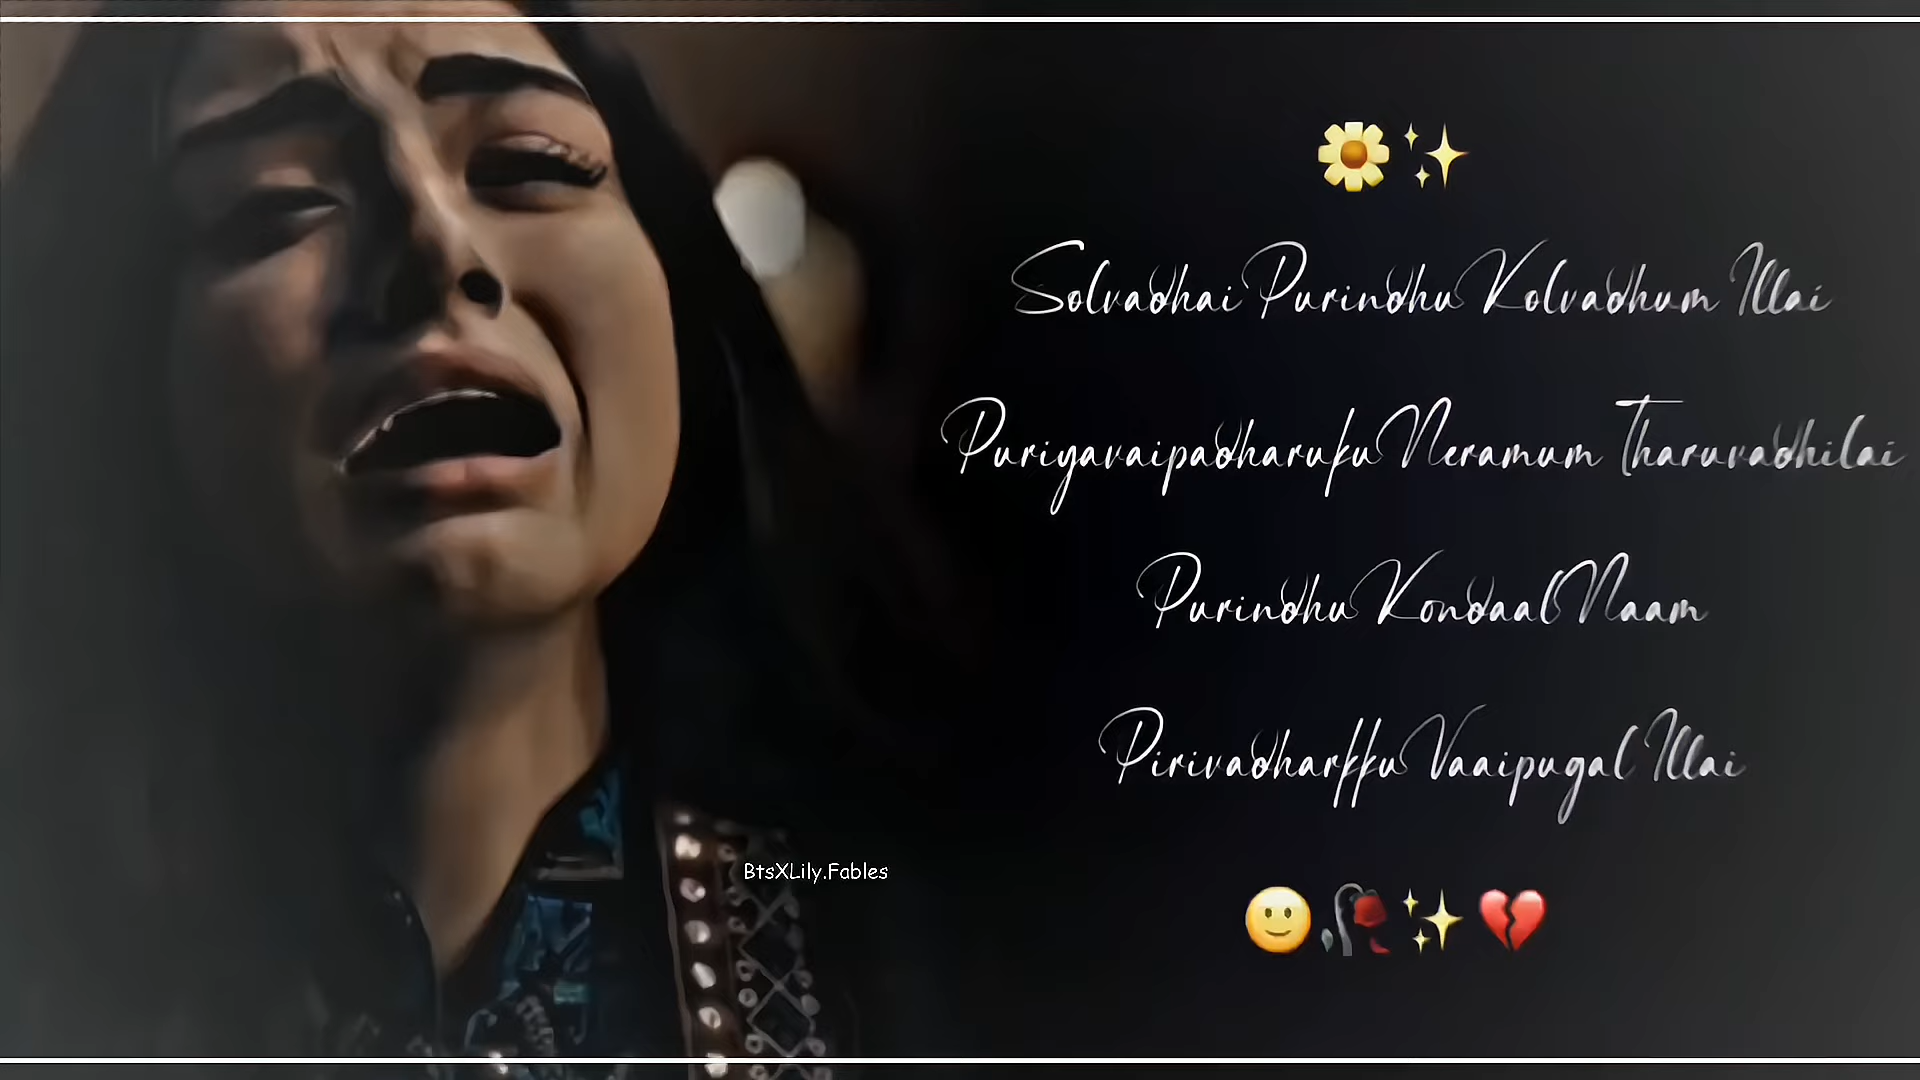 🌼✨
Solvadhai Purindhu Kolvadhum Illai
Puriyavaipadharuku Neramum Tharuvadhilai
Purindhu Kondaal Naam
Pirivadharkku Vaaipugal Illai
BtsXLily.Fables
🙂🥀✨💔